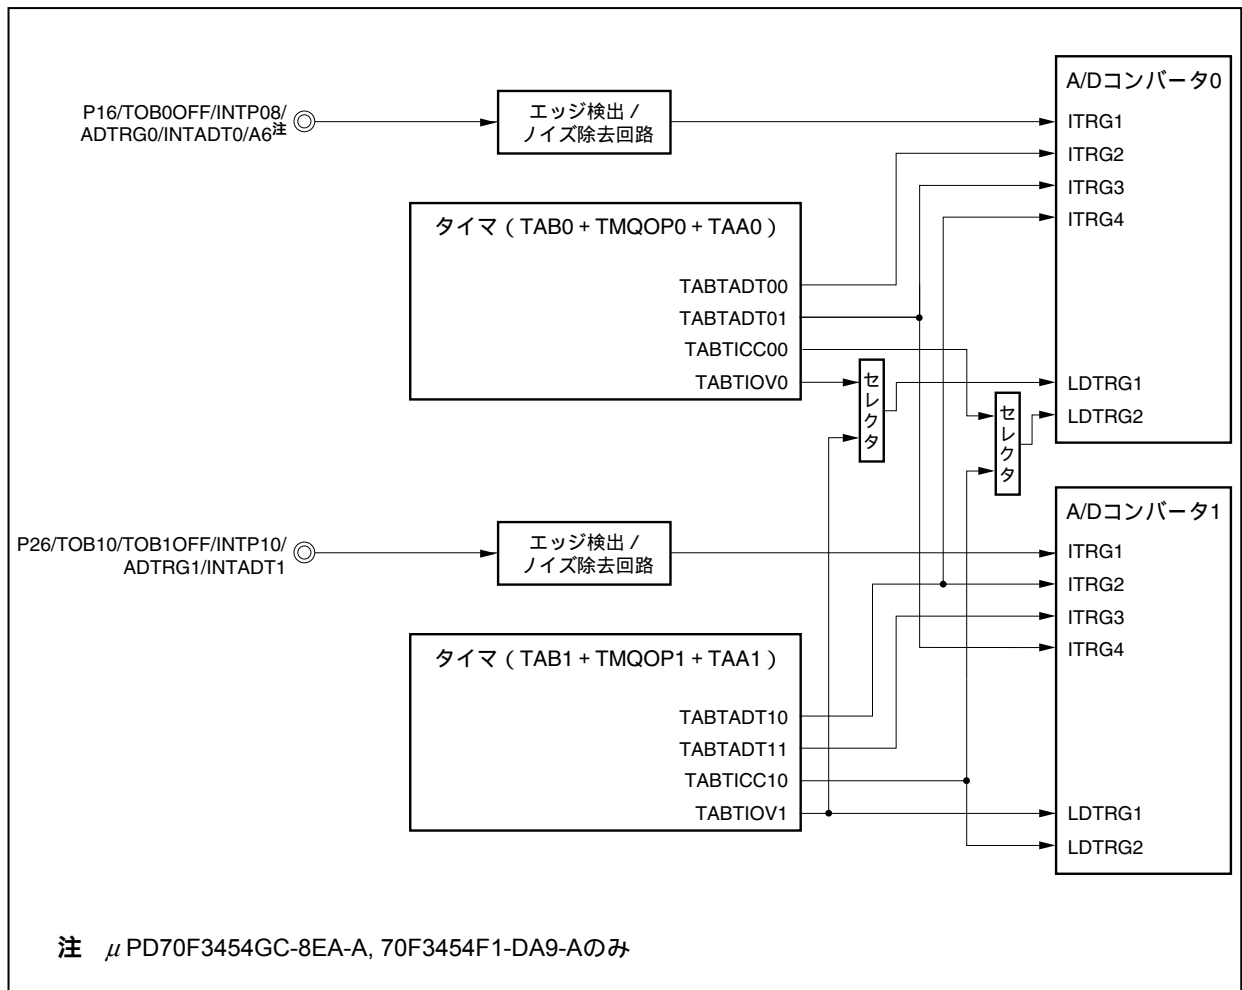 P16/TOB0OFF/INTP08/
ADTRG0/INTADT0/A6注
エッジ検出／
ノイズ除去回路
A/Dコンバータ0
ITRG1
ITRG2
ITRG3
ITRG4
LDTRG1
LDTRG2
タイマ（TAB0 + TMQOP0 + TAA0）
TABTADT00
TABTADT01
TABTICC00
TABTIOV0
セレクタ
セレクタ
P26/TOB10/TOB1OFF/INTP10/
ADTRG1/INTADT1
エッジ検出／
ノイズ除去回路
A/Dコンバータ1
ITRG1
ITRG2
ITRG3
ITRG4
LDTRG1
LDTRG2
タイマ（TAB1 + TMQOP1 + TAA1）
TABTADT10
TABTADT11
TABTICC10
TABTIOV1
注 μPD70F3454GC-8EA-A, 70F3454F1-DA9-Aのみ